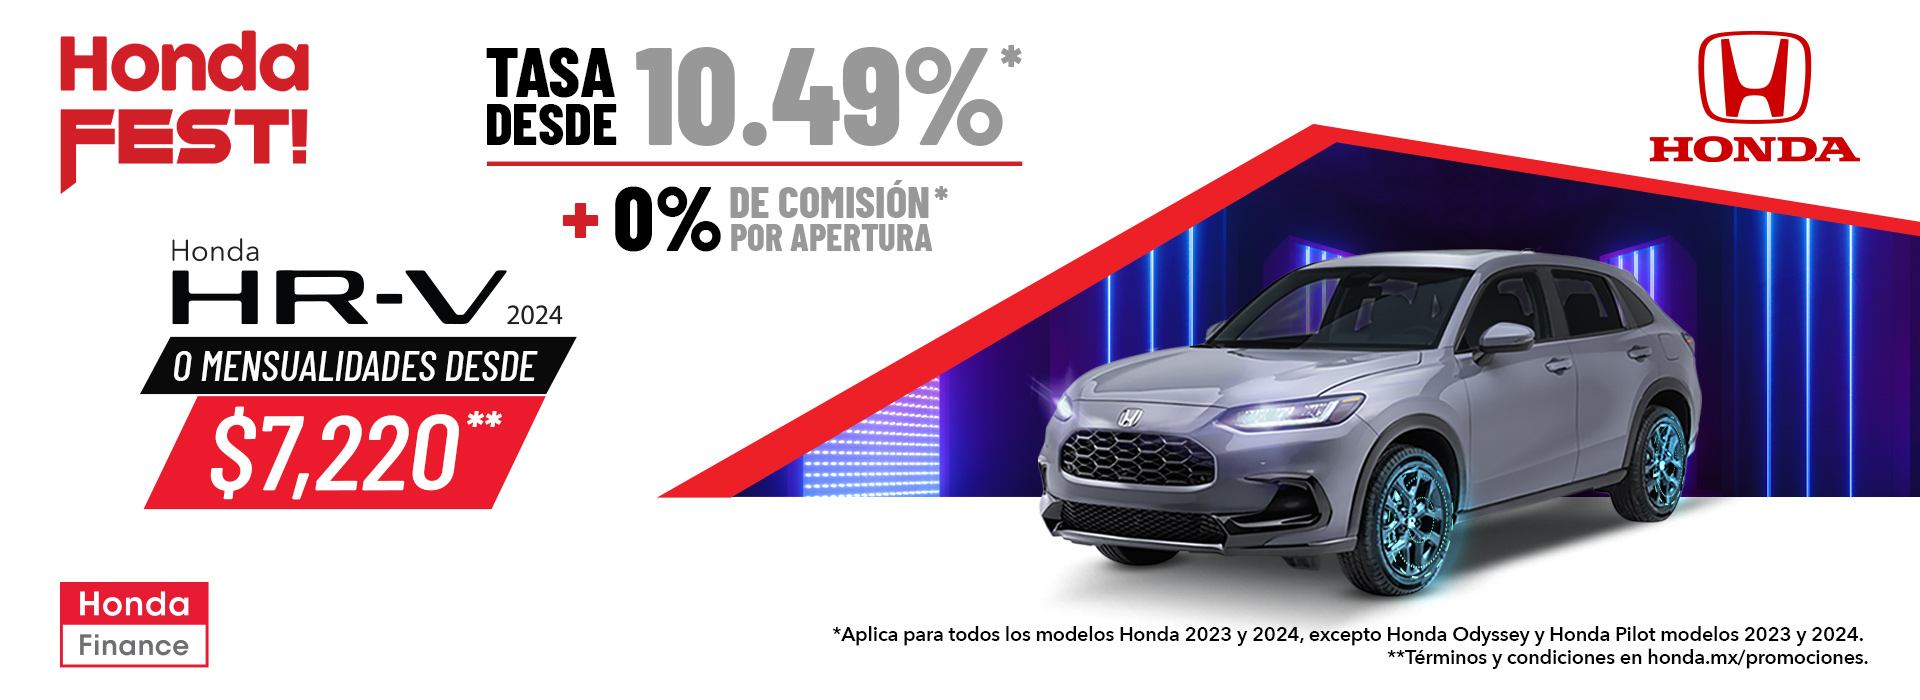 Honda
FEST!
TASA
DESDE
10.49%*
+ 0% DE COMISIÓN*
POR APERTURA
HONDA
Honda
HR-V 2024
O MENSUALIDADES DESDE
$7,220**
Honda
Finance
*Aplica para todos los modelos Honda 2023 y 2024, excepto Honda Odyssey y Honda Pilot modelos 2023 y 2024.
**Términos y condiciones en honda.mx/promociones.